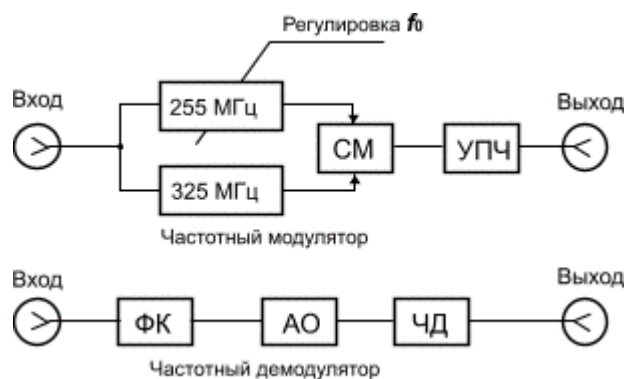 Регулировка f0
Вход
Выход
255 МГц
СМ
УПЧ
325 МГц
Частотный модулятор
Вход
Выход
ФК
АО
ЧД
Частотный демодулятор